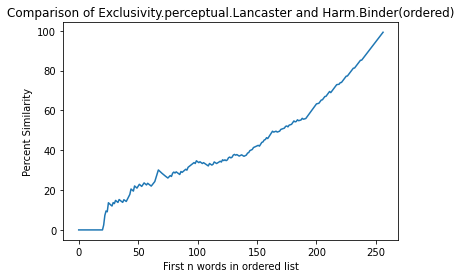 Comparison of Exclusivity.perceptual.Lancaster and Harm.Binder(ordered)
100
80
60
40
20
0
Percent Similarity
0 50 100 150 200 250
First n words in ordered list